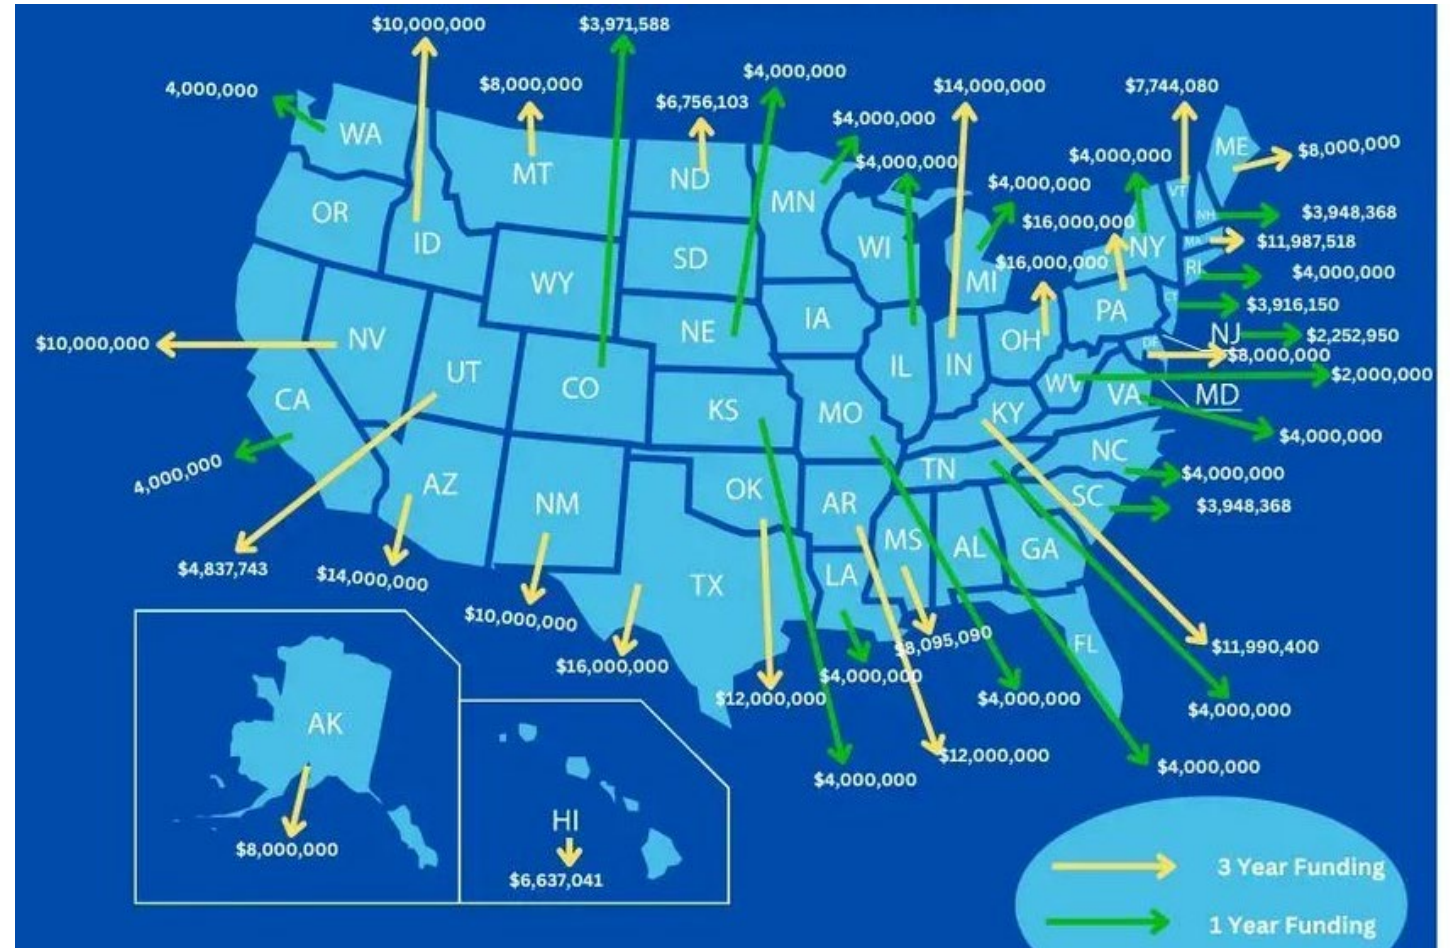 $10,000,000
$3,971,588
4,000,000
$8,000,000
$6,756,103
$4,000,000
$4,000,000
$4,000,000
$14,000,000
$7,744,080
$4,000,000
$4,000,000
$8,000,000
$16,000,000
$3,948,368
$16,000,000
$11,987,518
$4,000,000
$3,916,150
$2,252,950
$8,000,000
$2,000,000
$4,000,000
$4,000,000
$3,948,368
$10,000,000
4,000,000
$4,837,743
$14,000,000
$10,000,000
$16,000,000
$12,000,000
$4,000,000
$8,095,090
$4,000,000
$11,990,400
$4,000,000
$4,000,000
$12,000,000
$4,000,000
$8,000,000
$6,637,041
WA
OR
ID
MT
ND
MN
WI
MI
NY
VT
ME
NH
MA
RI
CT
NJ
DE
MD
SD
WY
NE
IA
IL
IN
OH
PA
NV
UT
CO
KS
MO
KY
WV
VA
CA
AZ
NM
OK
AR
TN
NC
SC
TX
LA
MS
AL
GA
FL
AK
HI
3 Year Funding
1 Year Funding